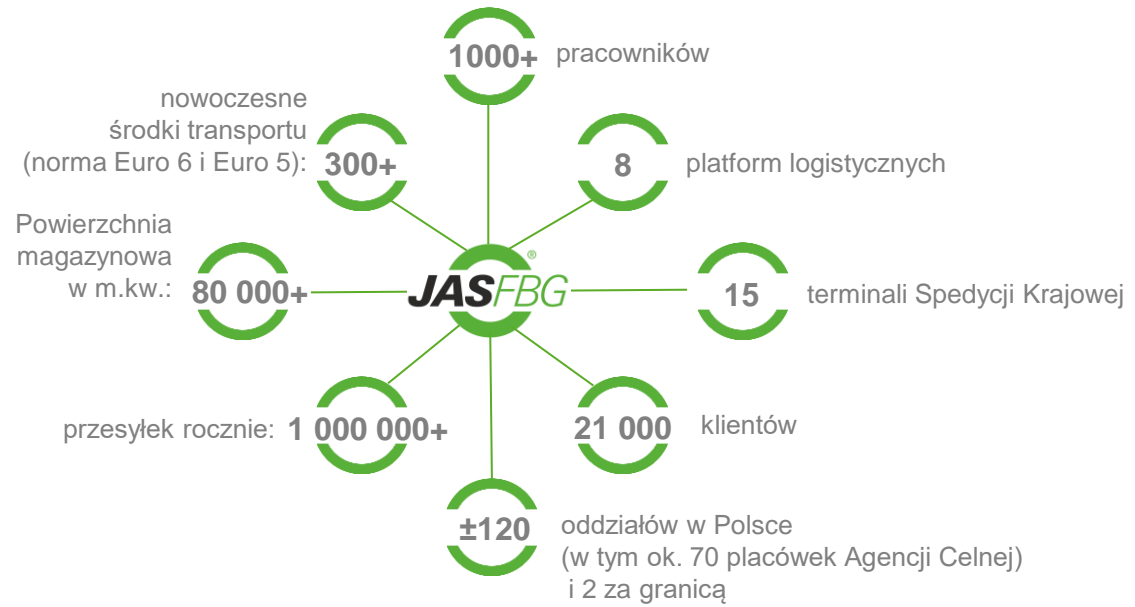 1000+ pracowników
nowoczesne
środki transportu
(norma Euro 6 i Euro 5): 300+
8 platform logistycznych
Powierzchnia
magazynowa
w m.kw.: 80 000+
JASFBG®
15 terminali Spedycji Krajowej
przesyłek rocznie: 1 000 000+
21 000 klientów
±120 oddziałów w Polsce
(w tym ok. 70 placówek Agencji Celnej)
i 2 za granicą